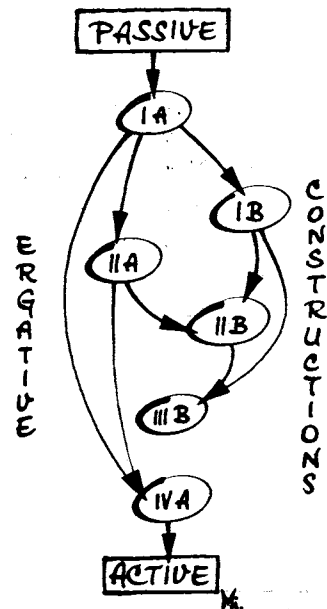 PASSIVE
IA
IB
IIA
IIB
IIIB
IVA
ACTIVE
ERGATIVE
CONSTRUCTIONS